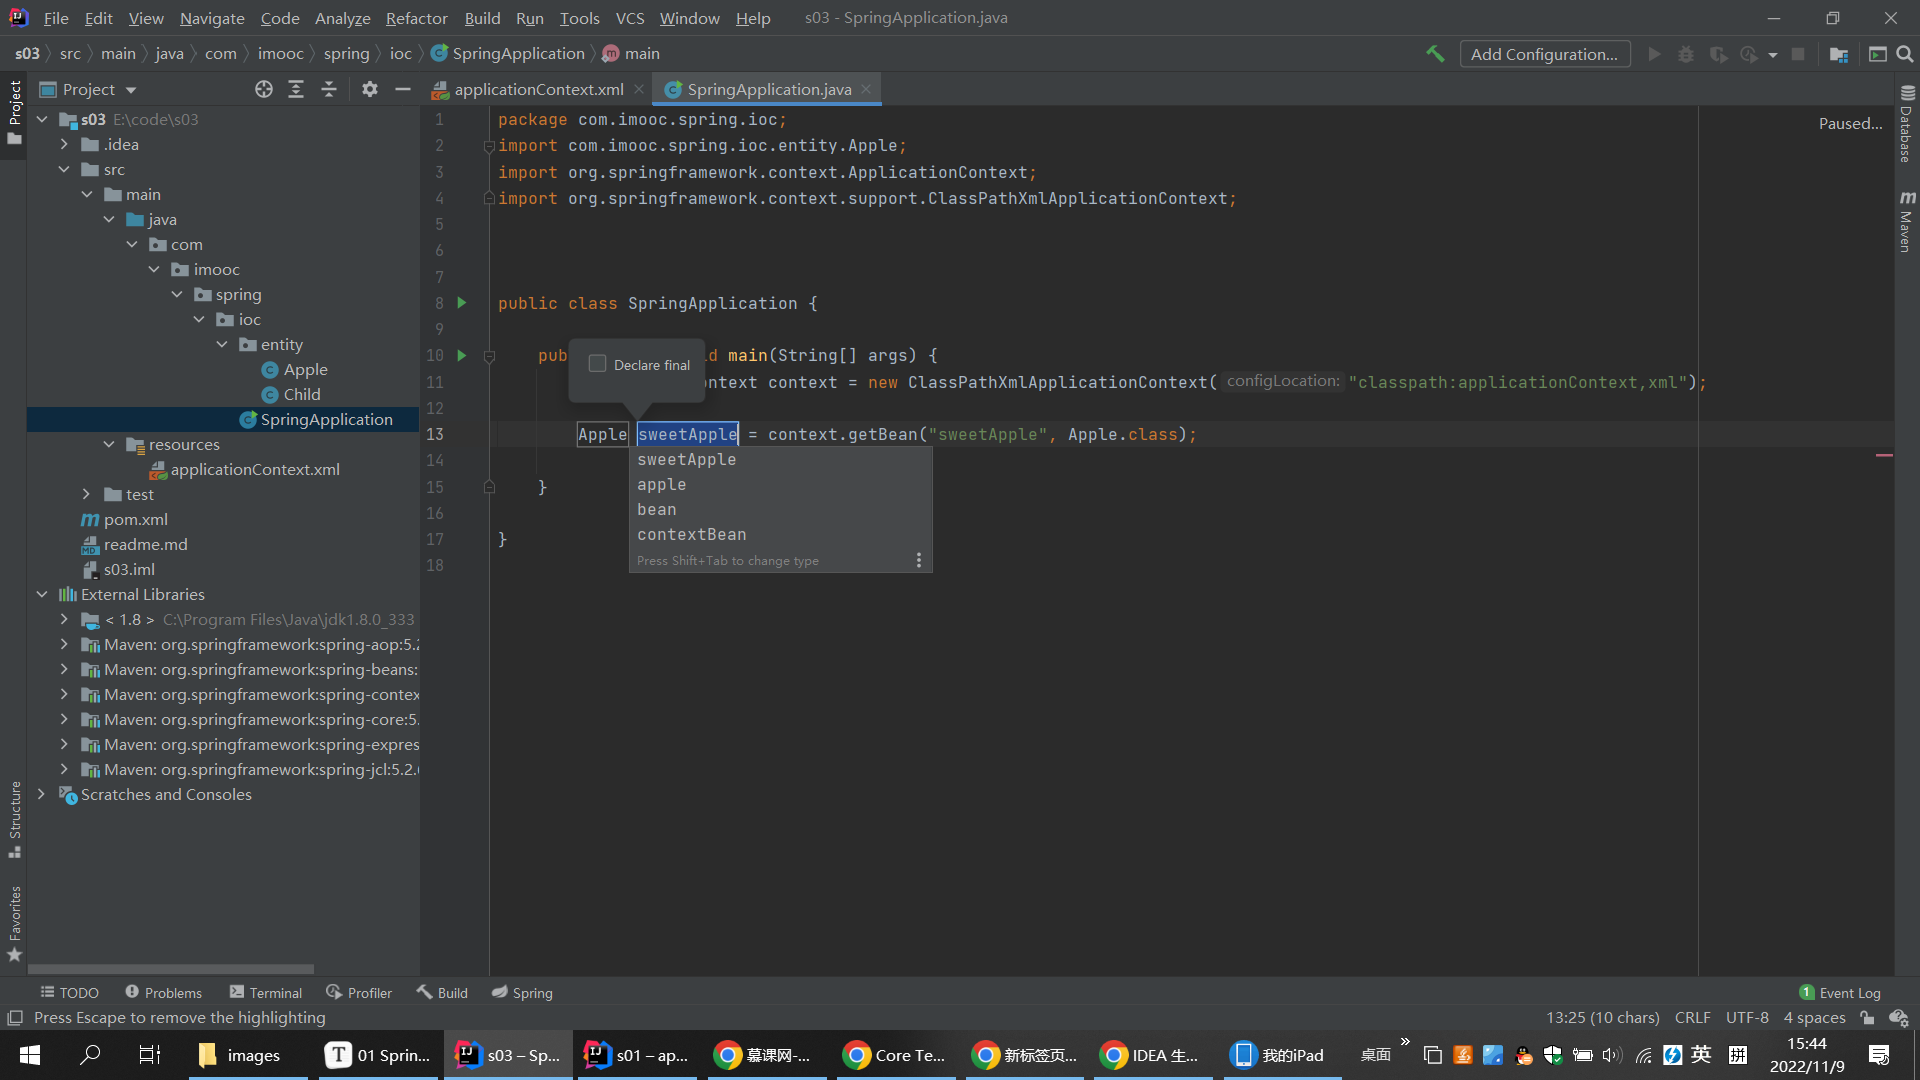 File Edit View Navigate Code Analyze Refactor Build Run Tools VCS Window Help s03 - SpringApplication.java
s03 src main java com imooc spring ioc SpringApplication main
Add Configuration...
Project
Project
applicationContext.xml
SpringApplication.java
s03 E:\code\s03
.idea
src
main
java
com
imooc
spring
ioc
entity
Apple
Child
SpringApplication
resources
applicationContext.xml
test
pom.xml
readme.md
s03.iml
External Libraries
< 1.8 > C:\Program Files\Java\jdk1.8.0_333
Maven: org.springframework:spring-aop:5.2
Maven: org.springframework:spring-beans:
Maven: org.springframework:spring-contex
Maven: org.springframework:spring-core:5.
Maven: org.springframework:spring-expres
Maven: org.springframework:spring-jcl:5.2.
Scratches and Consoles
Structure
Favorites
1 package com.imooc.spring.ioc;
2 import com.imooc.spring.ioc.entity.Apple;
3 import org.springframework.context.ApplicationContext;
4 import org.springframework.context.support.ClassPathXmlApplicationContext;
5
6
7
8 public class SpringApplication {
9
10 pub d main(String[] args) {
11 ontext context = new ClassPathXmlApplicationContext( configLocation: "classpath:applicationContext,xml");
12
13 Apple sweetApple = context.getBean("sweetApple", Apple.class);
14
15 }
16
17 }
18
Declare final
sweetApple
apple
bean
contextBean
Press Shift+Tab to change type
Paused...
Database
Maven
TODO Problems Terminal Profiler Build Spring
1 Event Log
Press Escape to remove the highlighting
13:25 (10 chars) CRLF UTF-8 4 spaces
images
01 Sprin...
s03 – Sp...
s01 – ap...
慕课网-...
Core Te...
新标签页...
IDEA 生...
我的iPad
桌面
英
拼
15:44
2022/11/9